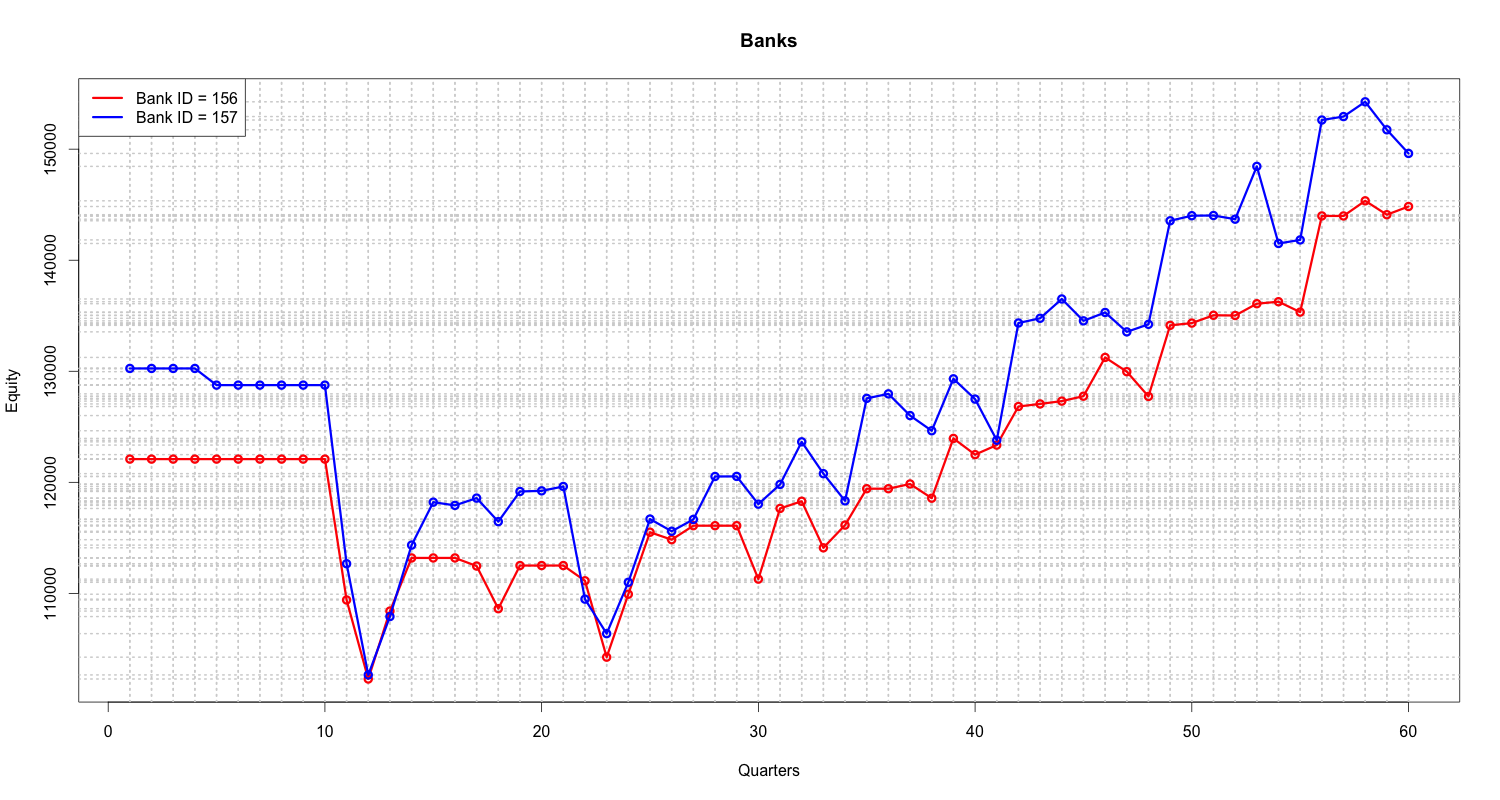 Banks
Bank ID = 156
Bank ID = 157
Equity
150000
140000
130000
120000
110000
0 10 20 30 40 50 60
Quarters